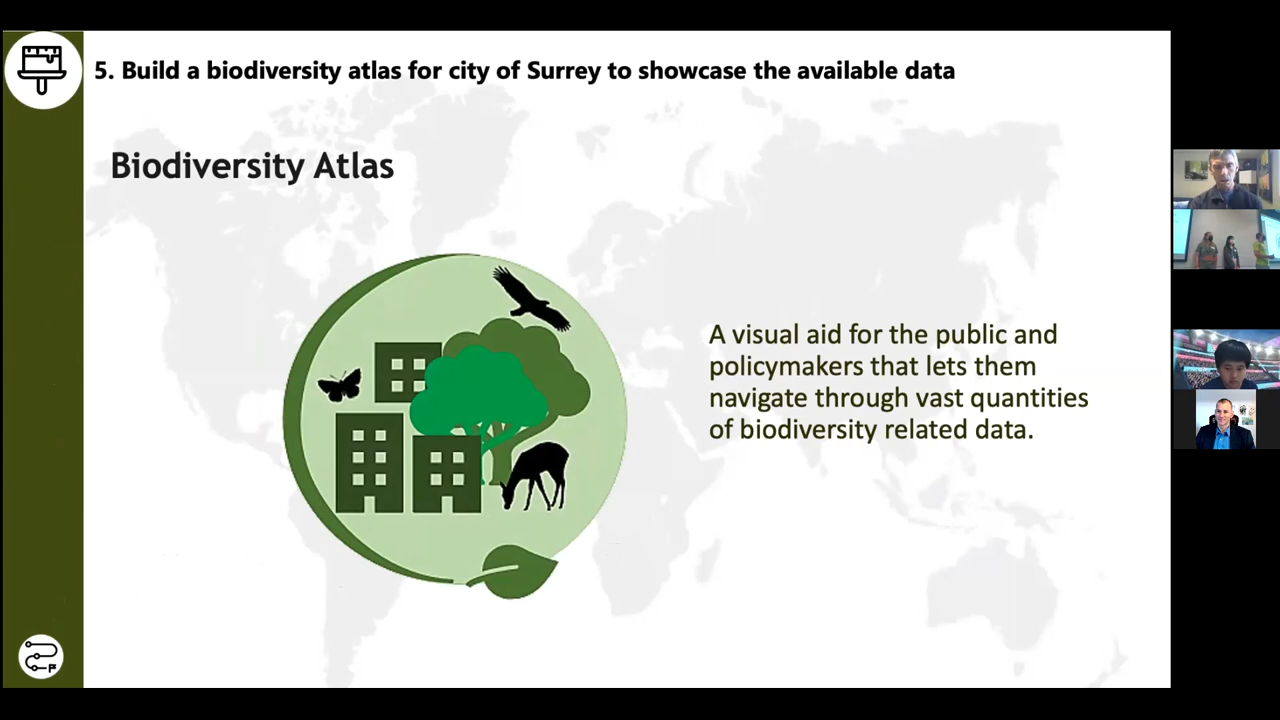 5. Build a biodiversity atlas for city of Surrey to showcase the available data
Biodiversity Atlas
A visual aid for the public and
policymakers that lets them
navigate through vast quantities
of biodiversity related data.